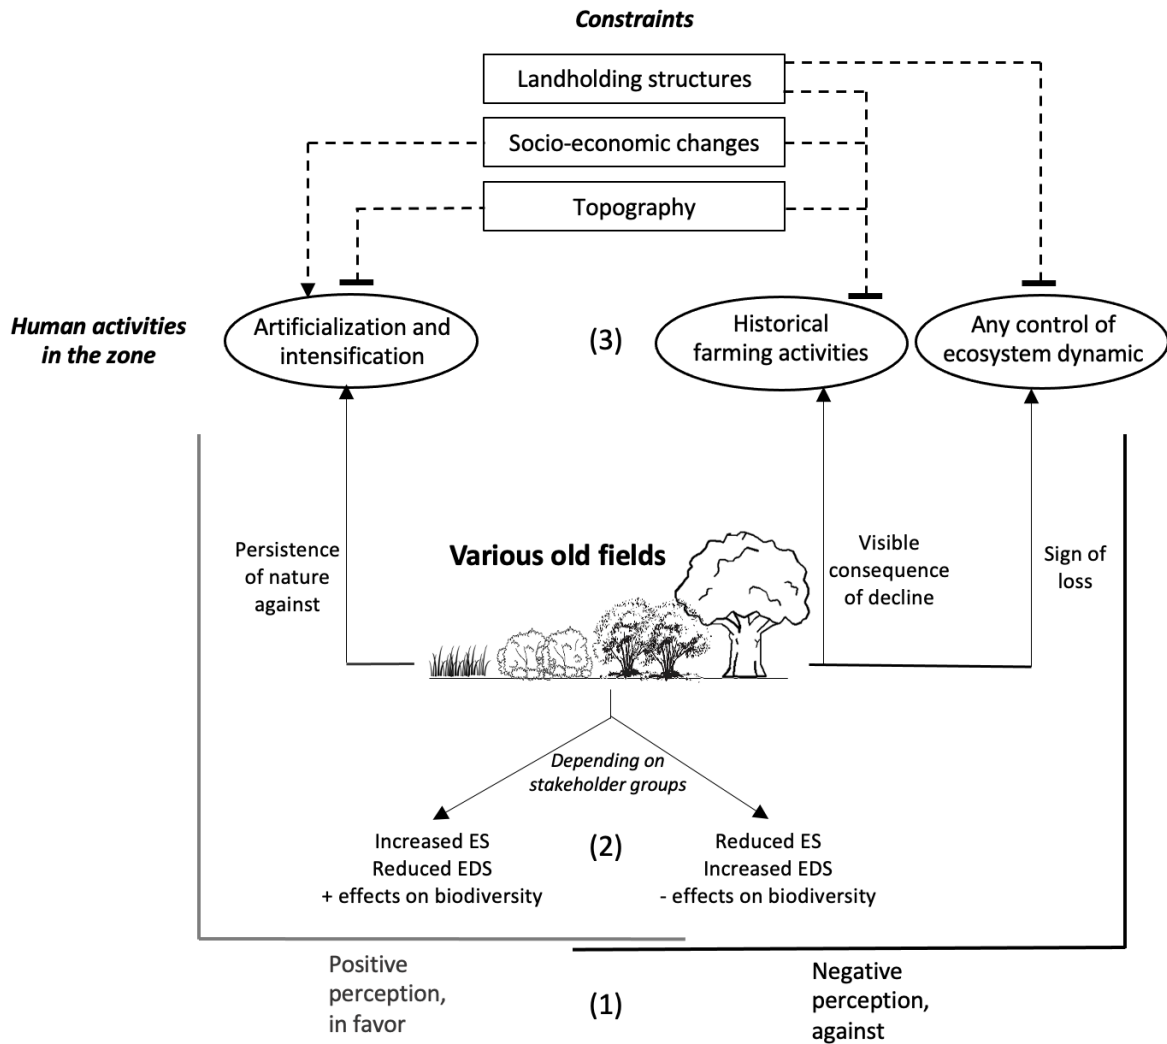 Constraints
Landholding structures
Socio-economic changes
Topography
Human activities
in the zone
Artificialization and
intensification
(3)
Historical
farming activities
Any control of
ecosystem dynamic
Persistence
of nature
against
Various old fields
Visible
consequence
of decline
Sign of
loss
Depending on
stakeholder groups
Increased ES
Reduced EDS
+ effects on biodiversity
(2)
Reduced ES
Increased EDS
- effects on biodiversity
Positive
perception,
in favor
(1)
Negative
perception,
against